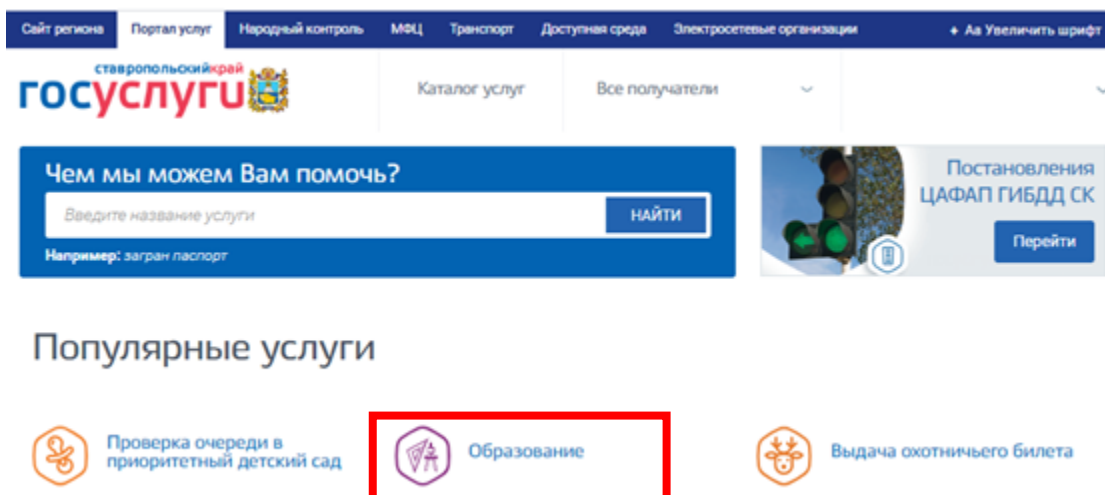 Сайт региона Портал услуг Народный контроль МФЦ Транспорт Доступная среда Электросетевые организации + Аа Увеличить шрифт
ставропольскийкрай
госуслуги
Каталог услуг Все получатели
Чем мы можем Вам помочь?
Введите название услуги НАЙТИ
Например: загран паспорт
Постановления
ЦАФАП ГИБДД СК
Перейти
Популярные услуги
Проверка очереди в
приоритетный детский сад
Образование
Выдача охотничьего билета